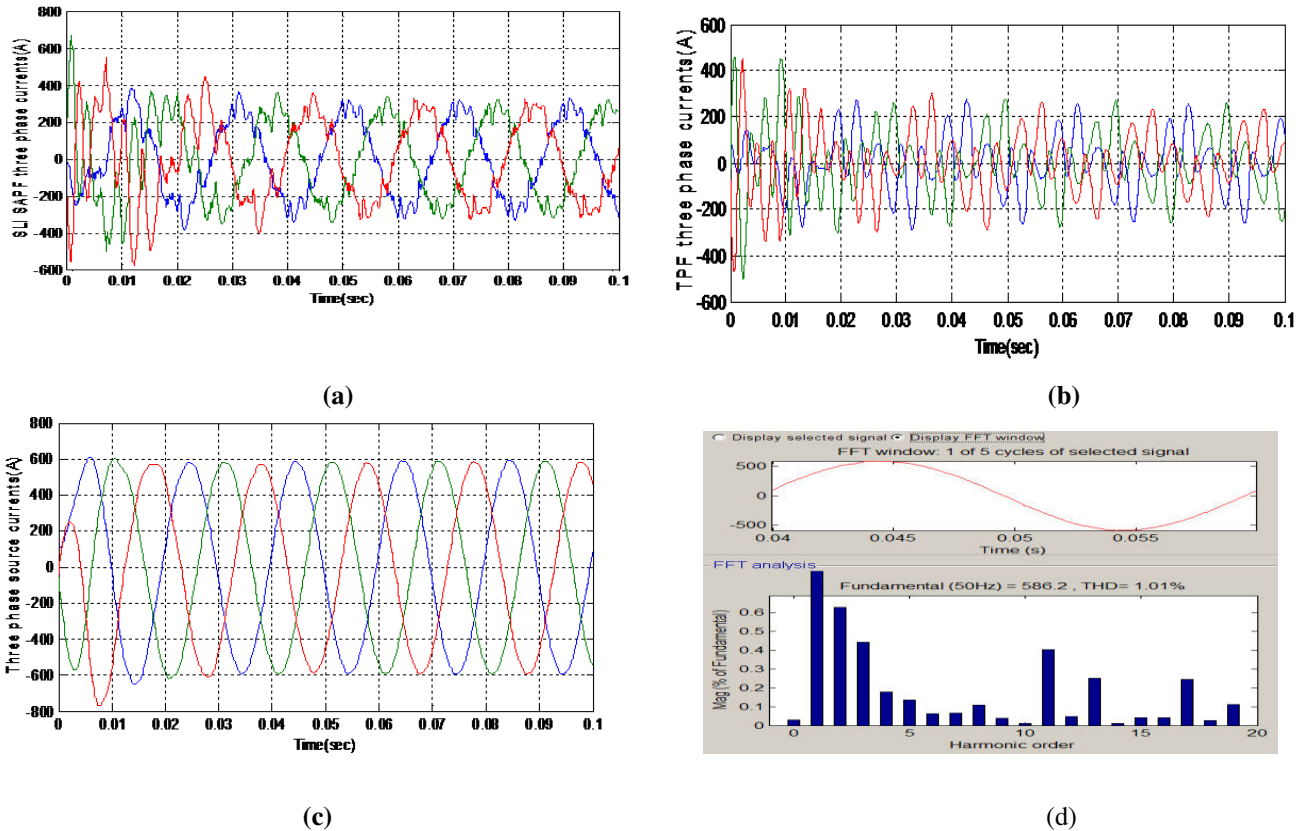 SLI SAPF three phase currents(A)
800
600
400
200
0
-200
-400
-600
0 0.01 0.02 0.03 0.04 0.05 0.06 0.07 0.08 0.09 0.1
Time(sec)
(a)
TPF three phase currents(A)
600
400
200
0
-200
-400
-600
0 0.01 0.02 0.03 0.04 0.05 0.06 0.07 0.08 0.09 0.1
Time(sec)
(b)
Three phase source currents(A)
800
600
400
200
0
-200
-400
-600
-800
0 0.01 0.02 0.03 0.04 0.05 0.06 0.07 0.08 0.09 0.1
Time(sec)
(c)
Display selected signal Display FFT window
FFT window: 1 of 5 cycles of selected signal
500
0
-500
0.04 0.045 0.05 0.055
Time (s)
FFT analysis
Fundamental (50Hz) = 586.2 , THD= 1.01%
Mag (% of Fundamental)
0.6
0.5
0.4
0.3
0.2
0.1
0
0 5 10 15 20
Harmonic order
(d)